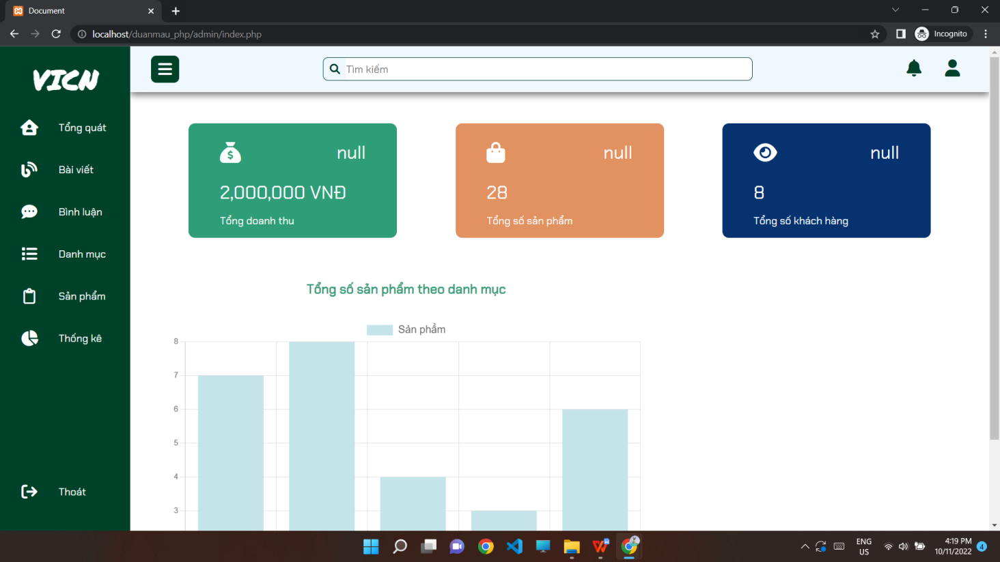 Document
localhost/duanmau_php/admin/index.php
Incognito
VICN
Tìm kiếm
Tổng quát
Bài viết
Bình luận
Danh mục
Sản phẩm
Thống kê
Thoát
null
2,000,000 VNĐ
Tổng doanh thu
null
28
Tổng số sản phẩm
null
8
Tổng số khách hàng
Tổng số sản phẩm theo danh mục
Sản phẩm
8
7
6
5
4
3
ENG
US
4:19 PM
10/11/2022
4